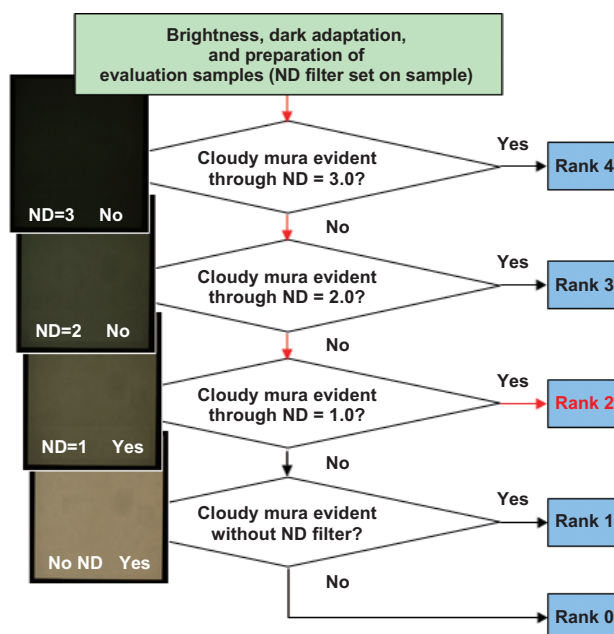 Brightness, dark adaptation,
and preparation of
evaluation samples (ND filter set on sample)
Yes
Cloudy mura evident
through ND = 3.0?
Rank 4
ND=3 No
No
Yes
Cloudy mura evident
through ND = 2.0?
Rank 3
ND=2 No
No
Yes
Cloudy mura evident
through ND = 1.0?
Rank 2
ND=1 Yes
No
Yes
Cloudy mura evident
without ND filter?
Rank 1
No ND Yes
No
Rank 0